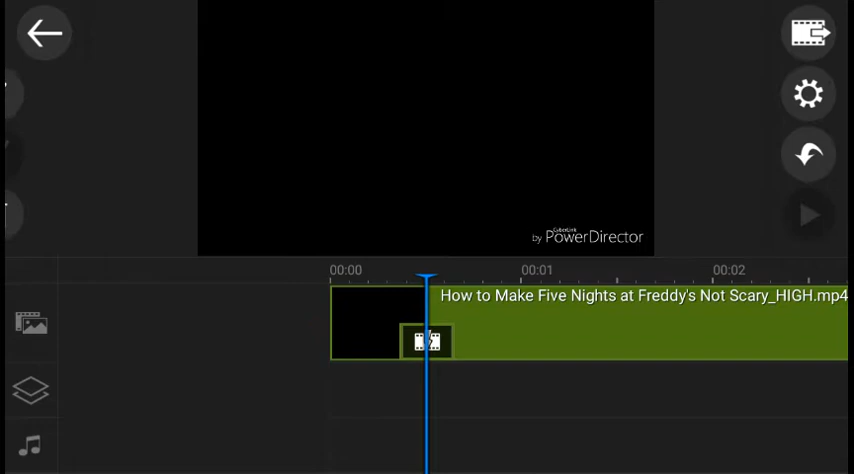 CyberLink
by PowerDirector
00:00
00:01
00:02
How to Make Five Nights at Freddy's Not Scary_HIGH.mp4